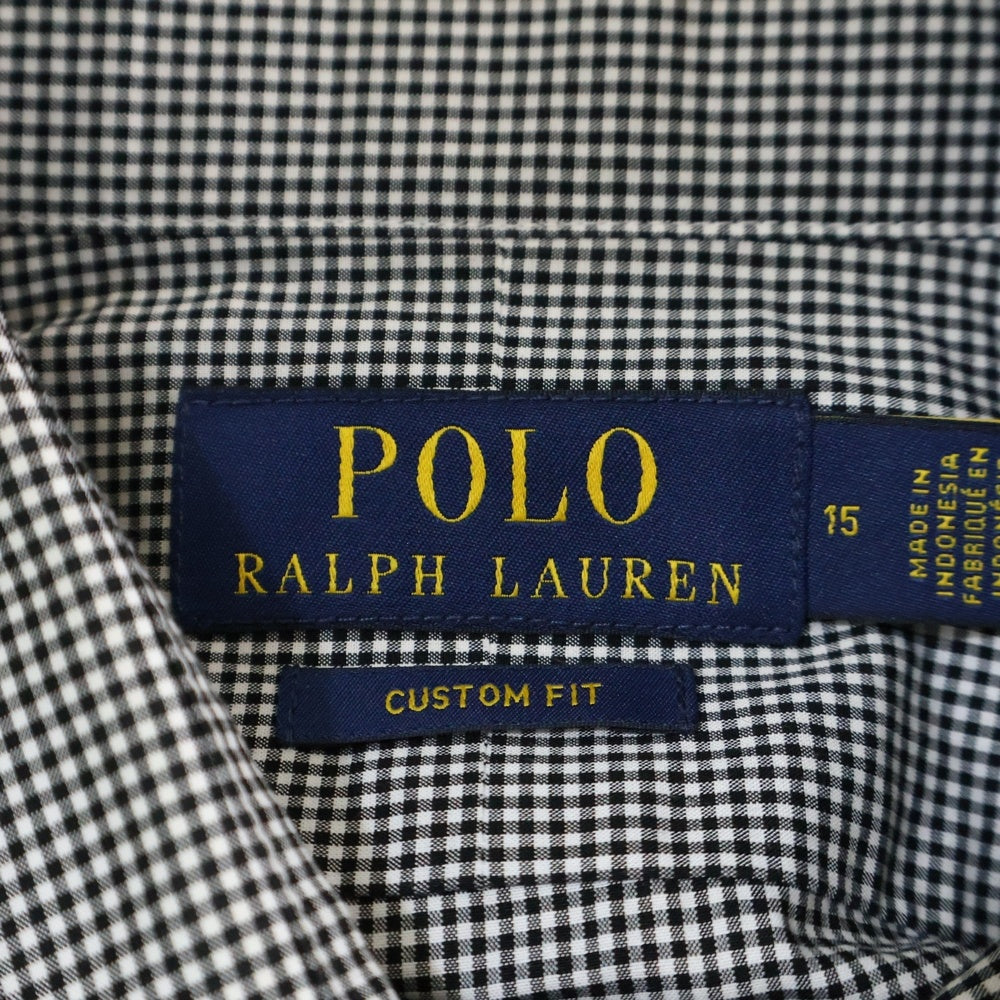 POLO
RALPH LAUREN
15
MADE IN
INDONESIA
FABRIQUÉ EN
CUSTOM FIT